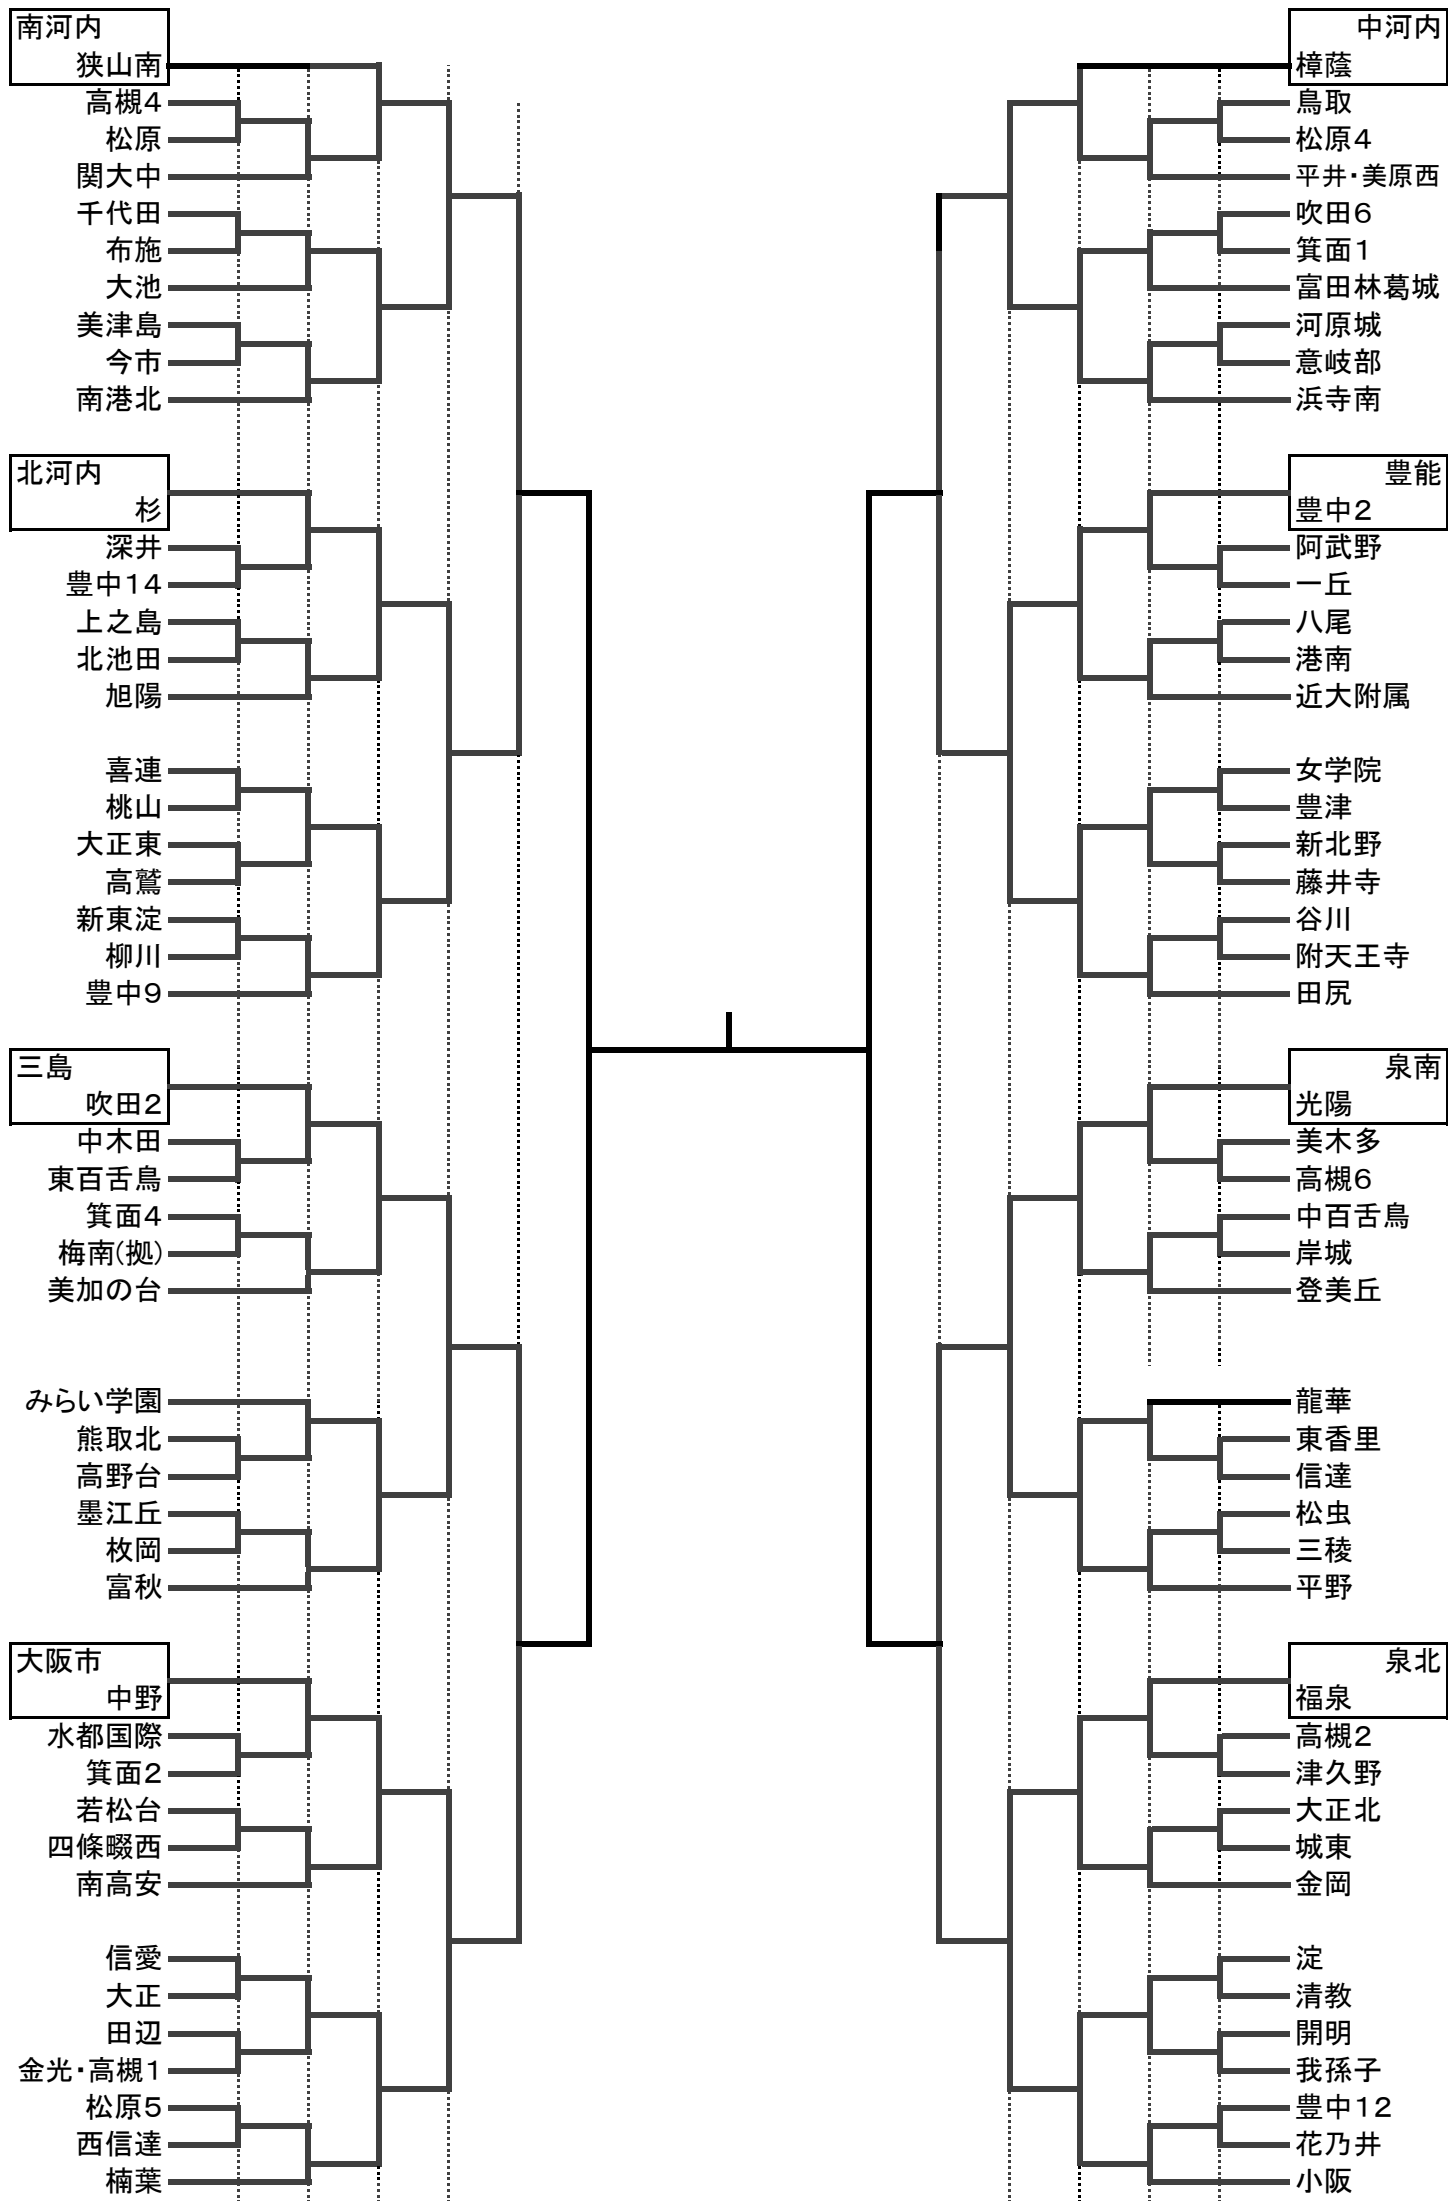 南河内
狭山南
高槻4
松原
関大中
千代田
布施
大池
美津島
今市
南港北
北河内
杉
深井
豊中14
上之島
北池田
旭陽
喜連
桃山
大正東
高鷲
新東淀
柳川
豊中9
三島
吹田2
中木田
東百舌鳥
箕面4
梅南(拠)
美加の台
みらい学園
熊取北
高野台
墨江丘
枚岡
富秋
大阪市
中野
水都国際
箕面2
若松台
四條畷西
南高安
信愛
大正
田辺
金光・高槻1
松原5
西信達
楠葉
中河内
樟蔭
鳥取
松原4
平井・美原西
吹田6
箕面1
富田林葛城
河原城
意岐部
浜寺南
豊能
豊中2
阿武野
一丘
八尾
港南
近大附属
女学院
豊津
新北野
藤井寺
谷川
附天王寺
田尻
泉南
光陽
美木多
高槻6
中百舌鳥
岸城
登美丘
龍華
東香里
信達
松虫
三稜
平野
泉北
福泉
高槻2
津久野
大正北
城東
金岡
淀
清教
開明
我孫子
豊中12
花乃井
小阪